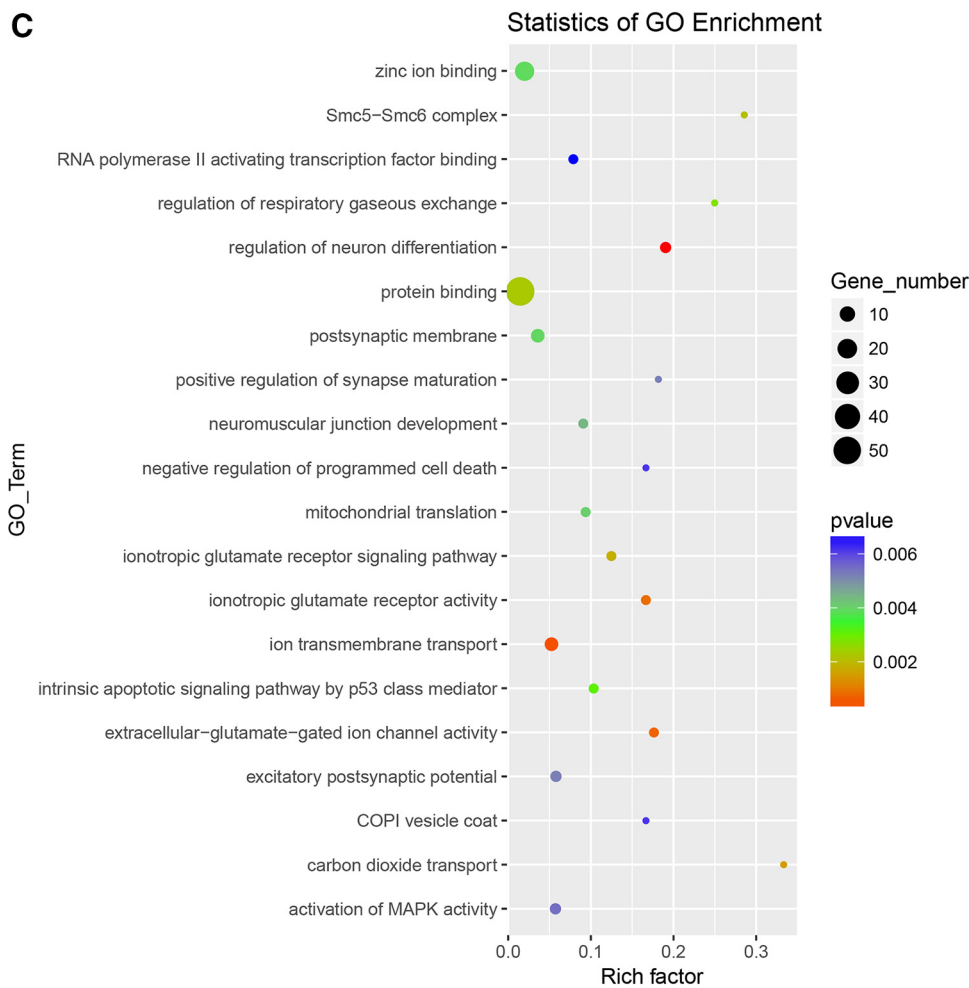 C
Statistics of GO Enrichment
zinc ion binding
Smc5−Smc6 complex
RNA polymerase II activating transcription factor binding
regulation of respiratory gaseous exchange
regulation of neuron differentiation
protein binding
postsynaptic membrane
positive regulation of synapse maturation
neuromuscular junction development
negative regulation of programmed cell death
mitochondrial translation
ionotropic glutamate receptor signaling pathway
ionotropic glutamate receptor activity
ion transmembrane transport
intrinsic apoptotic signaling pathway by p53 class mediator
extracellular−glutamate−gated ion channel activity
excitatory postsynaptic potential
COPI vesicle coat
carbon dioxide transport
activation of MAPK activity
GO_Term
0.0 0.1 0.2 0.3
Rich factor
Gene_number
10
20
30
40
50
pvalue
0.006
0.004
0.002